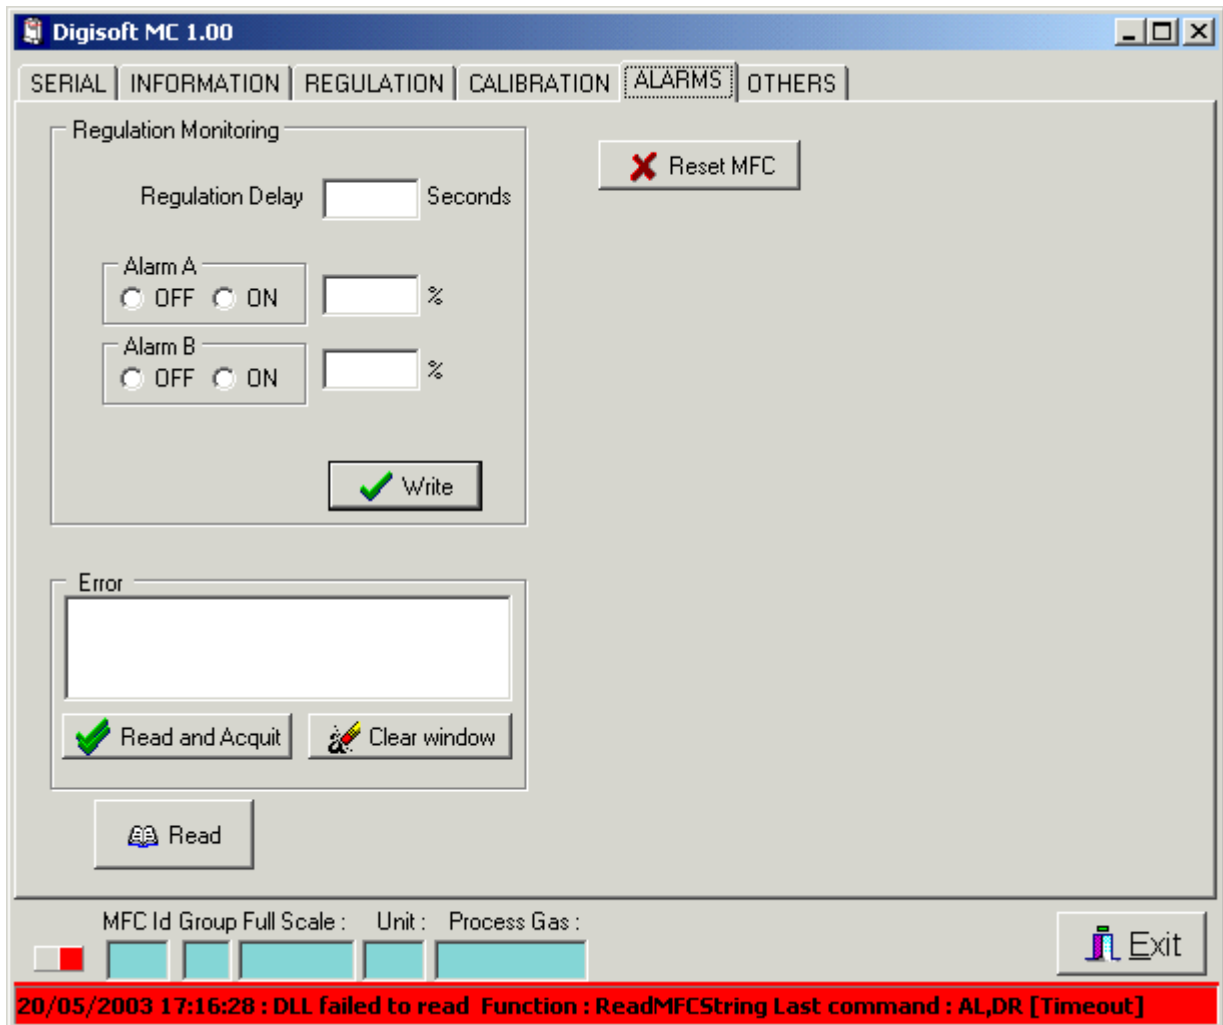 Digisoft MC 1.00
SERIAL INFORMATION REGULATION CALIBRATION ALARMS OTHERS
Regulation Monitoring
Regulation Delay Seconds
Reset MFC
Alarm A
OFF ON %
Alarm B
OFF ON %
Write
Error
Read and Acquit Clear window
Read
MFC Id Group Full Scale : Unit : Process Gas :
Exit
20/05/2003 17:16:28 : DLL failed to read Function : ReadMFCString Last command : AL,DR [Timeout]